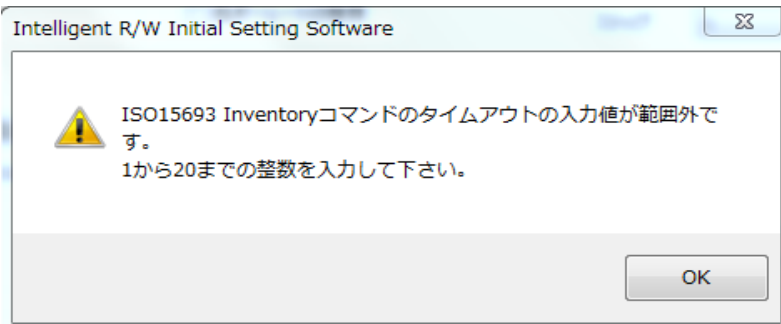 Intelligent R/W Initial Setting Software
ISO15693 Inventoryコマンドのタイムアウトの入力値が範囲外で
す。
1から20までの整数を入力して下さい。
OK